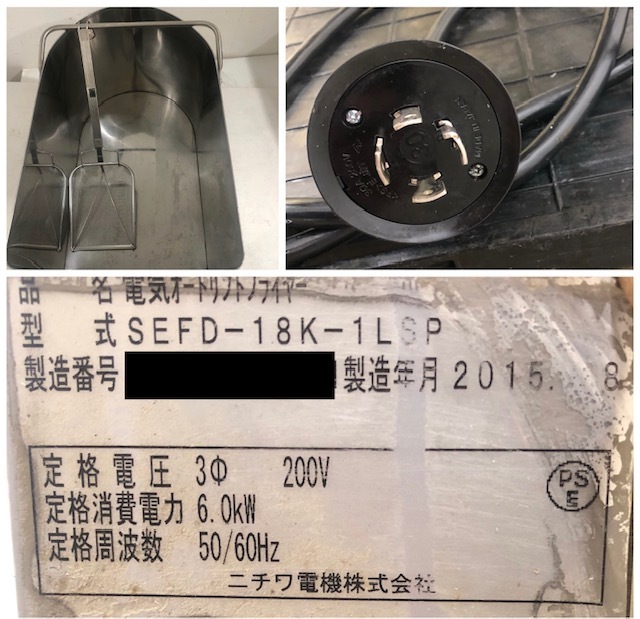 品 名 電気オートリフトフライヤー
型 式 SEFD-18K-1LSP
製造番号 製造年月 2015. 8
定格電圧 3Φ 200V
定格消費電力 6.0kW
定格周波数 50/60Hz
PS
E
ニチワ電機株式会社